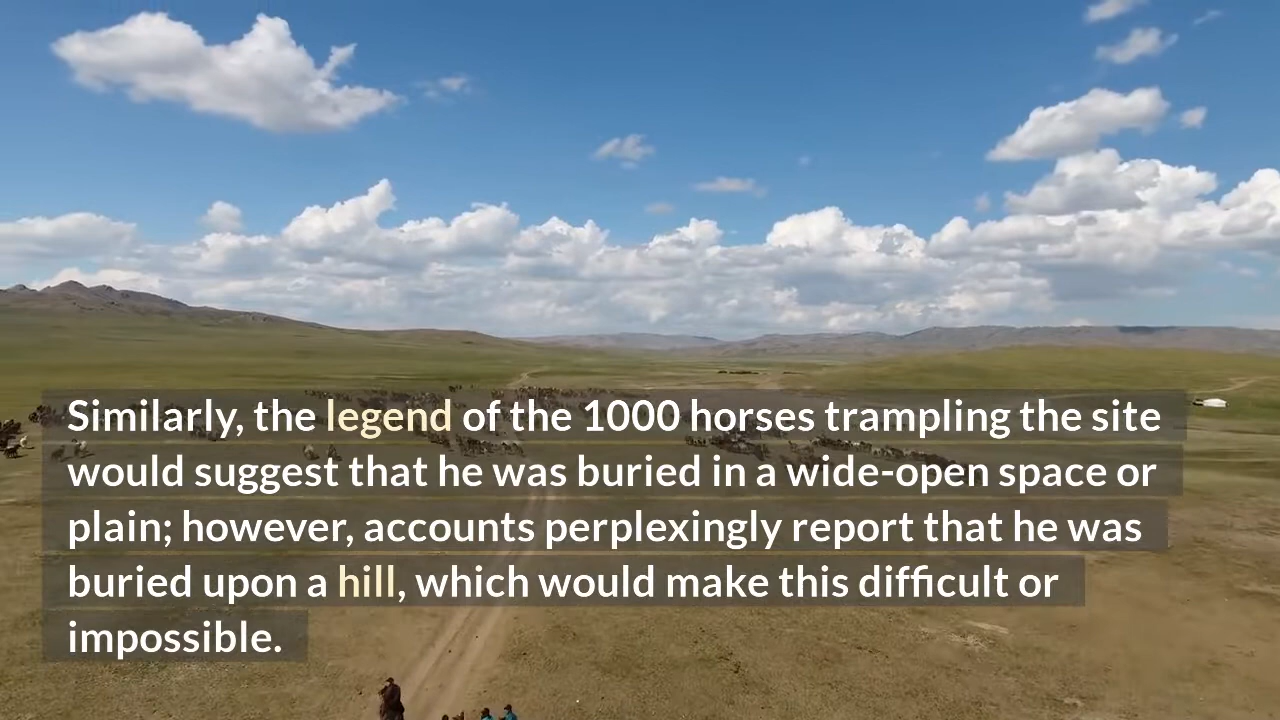 Similarly, the legend of the 1000 horses trampling the site
would suggest that he was buried in a wide-open space or
plain; however, accounts perplexingly report that he was
buried upon a hill, which would make this difficult or
impossible.